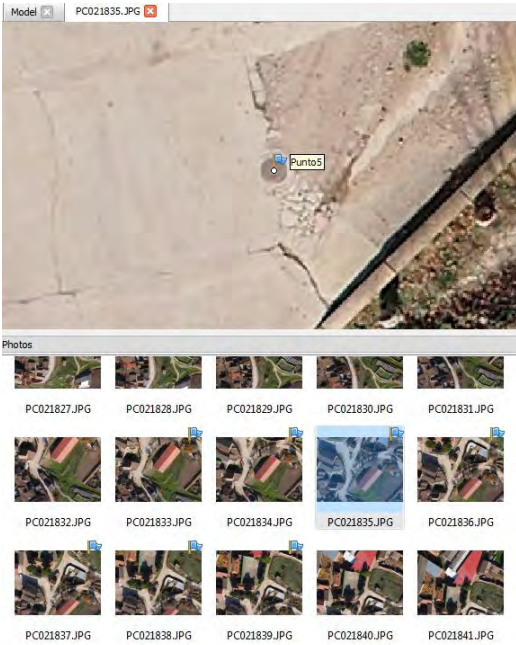 Model PC021835.JPG
Punto5
Photos
PC021827.JPG PC021828.JPG PC021829.JPG PC021830.JPG PC021831.JPG
PC021832.JPG PC021833.JPG PC021834.JPG PC021835.JPG PC021836.JPG
PC021837.JPG PC021838.JPG PC021839.JPG PC021840.JPG PC021841.JPG